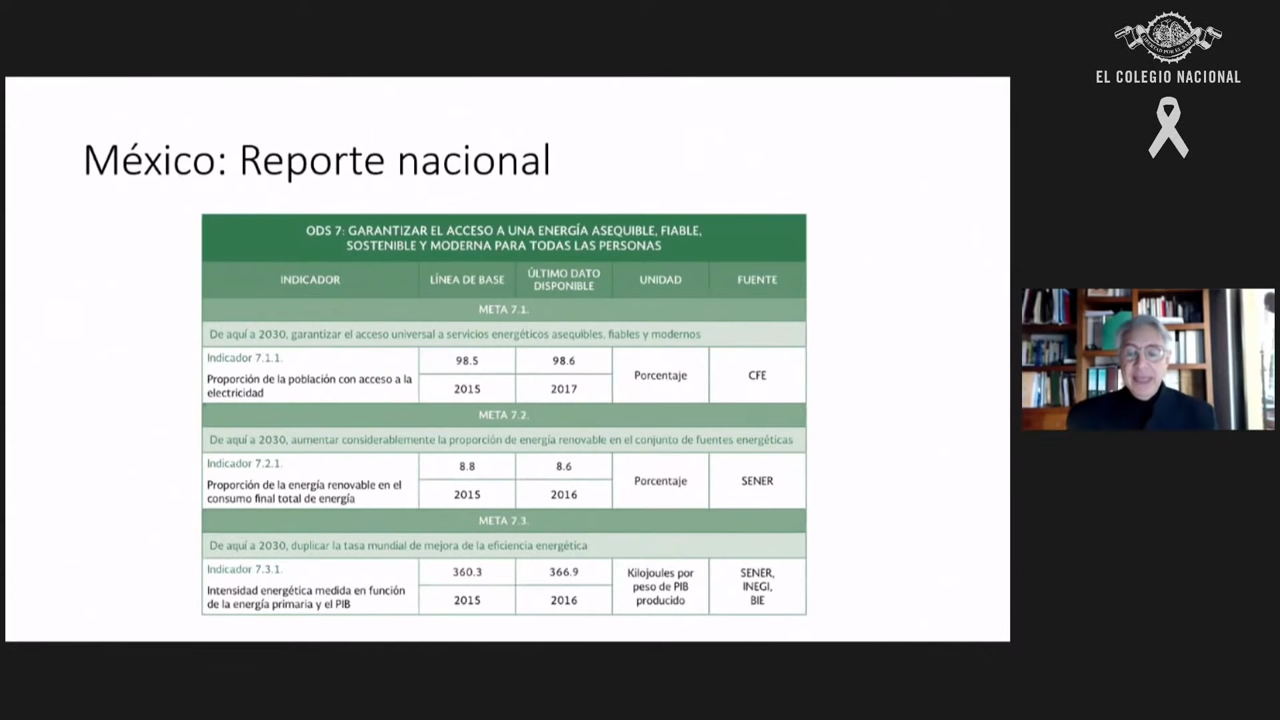 EL COLEGIO NACIONAL
México: Reporte nacional
ODS 7: GARANTIZAR EL ACCESO A UNA ENERGÍA ASEQUIBLE, FIABLE,
SOSTENIBLE Y MODERNA PARA TODAS LAS PERSONAS
INDICADOR
LÍNEA DE BASE
ÚLTIMO DATO
DISPONIBLE
UNIDAD
FUENTE
META 7.1.
De aquí a 2030, garantizar el acceso universal a servicios energéticos asequibles, fiables y modernos
Indicador 7.1.1.
Proporción de la población con acceso a la
electricidad
98.5
98.6
2015
2017
Porcentaje
CFE
META 7.2.
De aquí a 2030, aumentar considerablemente la proporción de energía renovable en el conjunto de fuentes energéticas
Indicador 7.2.1.
Proporción de la energía renovable en el
consumo final total de energía
8.8
8.6
2015
2016
Porcentaje
SENER
META 7.3.
De aquí a 2030, duplicar la tasa mundial de mejora de la eficiencia energética
Indicador 7.3.1.
Intensidad energética medida en función
de la energía primaria y el PIB
360.3
366.9
2015
2016
Kilojoules por
peso de PIB
producido
SENER,
INEGI,
BIE